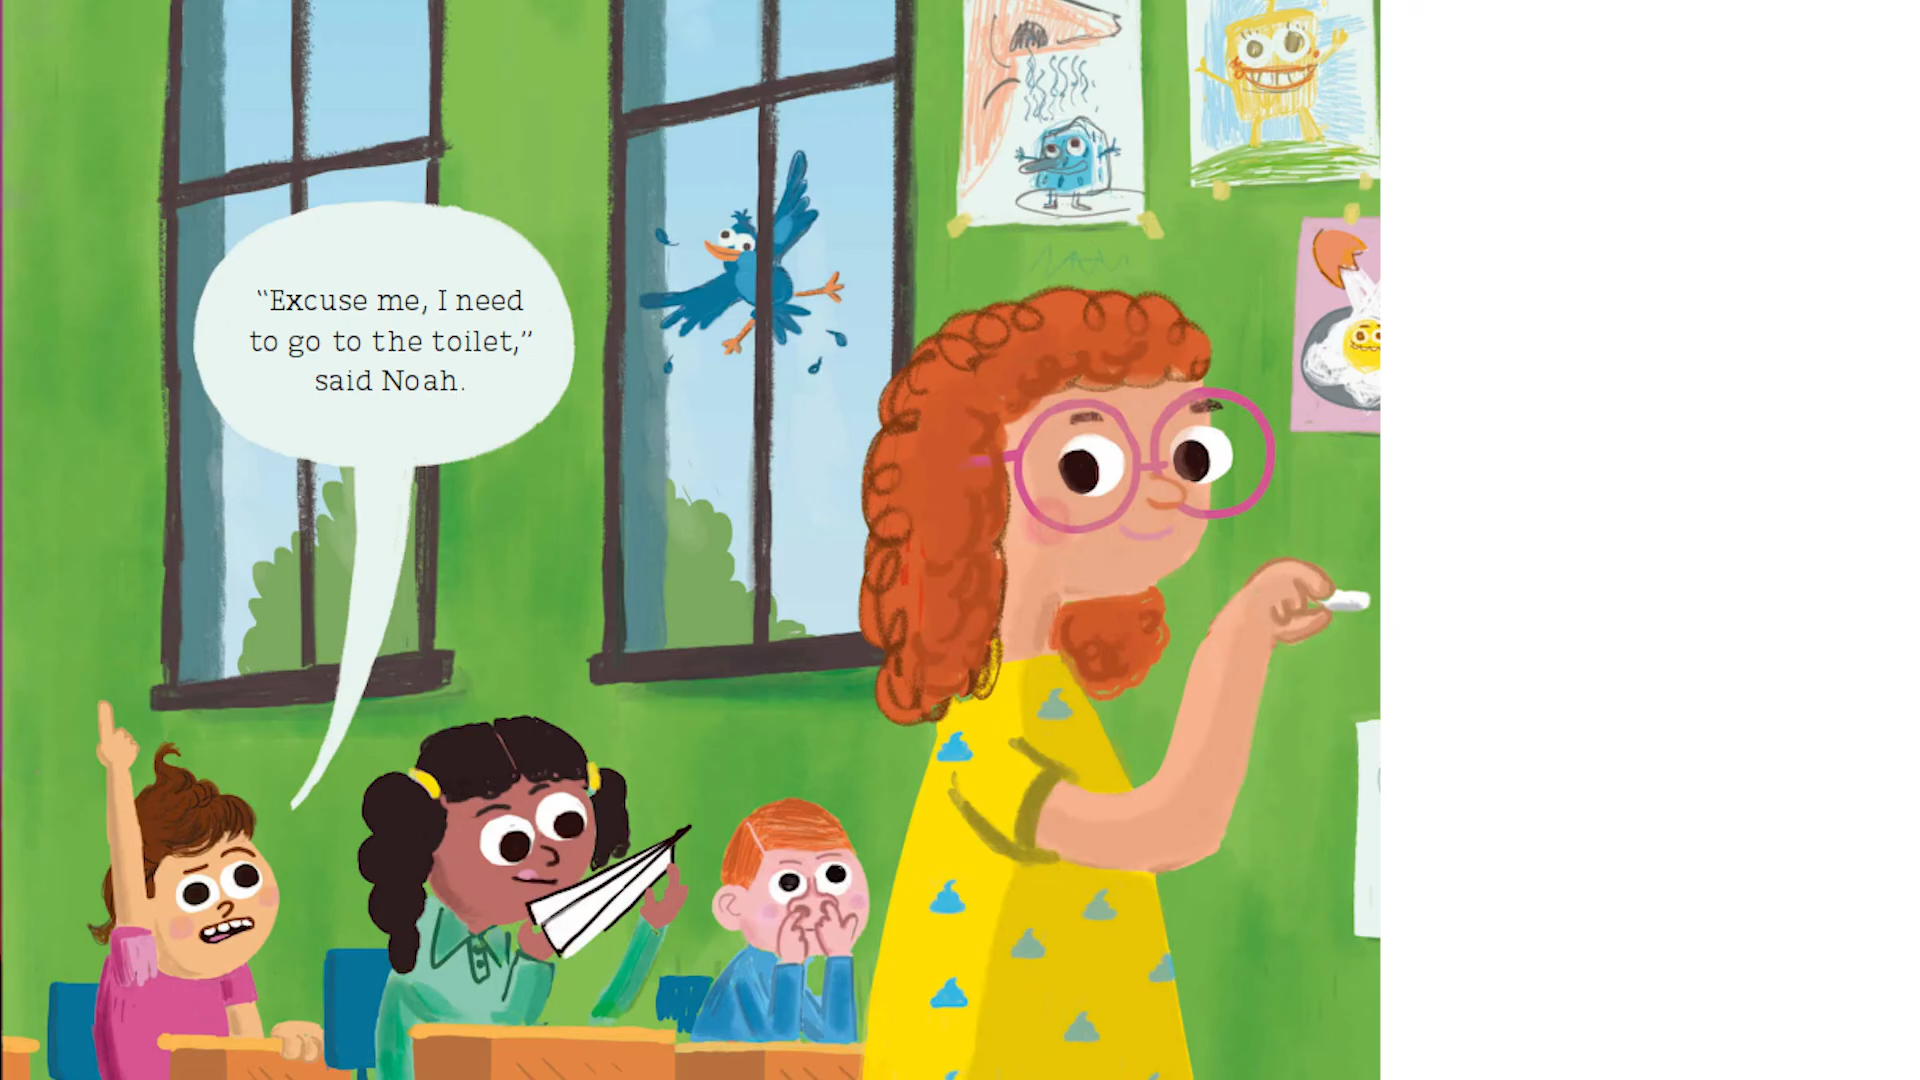 “Excuse me, I need
to go to the toilet,”
said Noah.